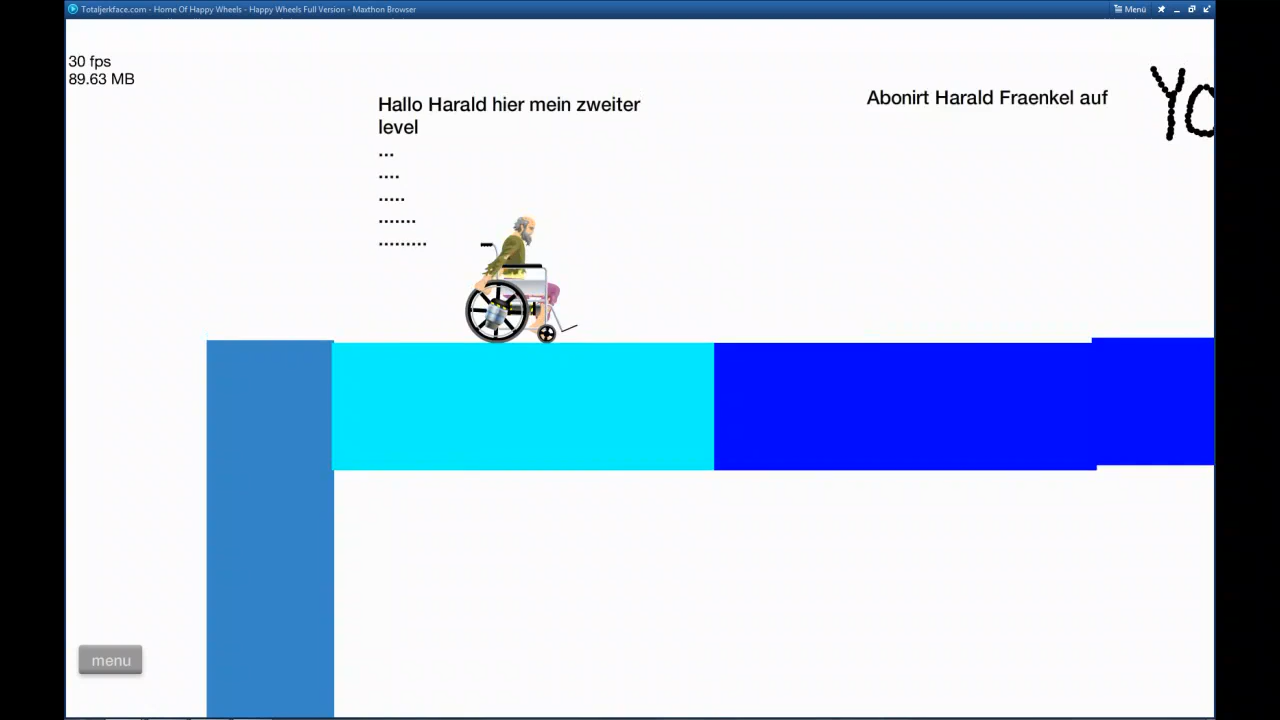 Totaljerkface.com - Home Of Happy Wheels - Happy Wheels Full Version - Maxthon Browser
Menü
30 fps
89.63 MB
Hallo Harald hier mein zweiter
level
...
....
.....
.......
.........
Abonirt Harald Fraenkel auf
YO
menu